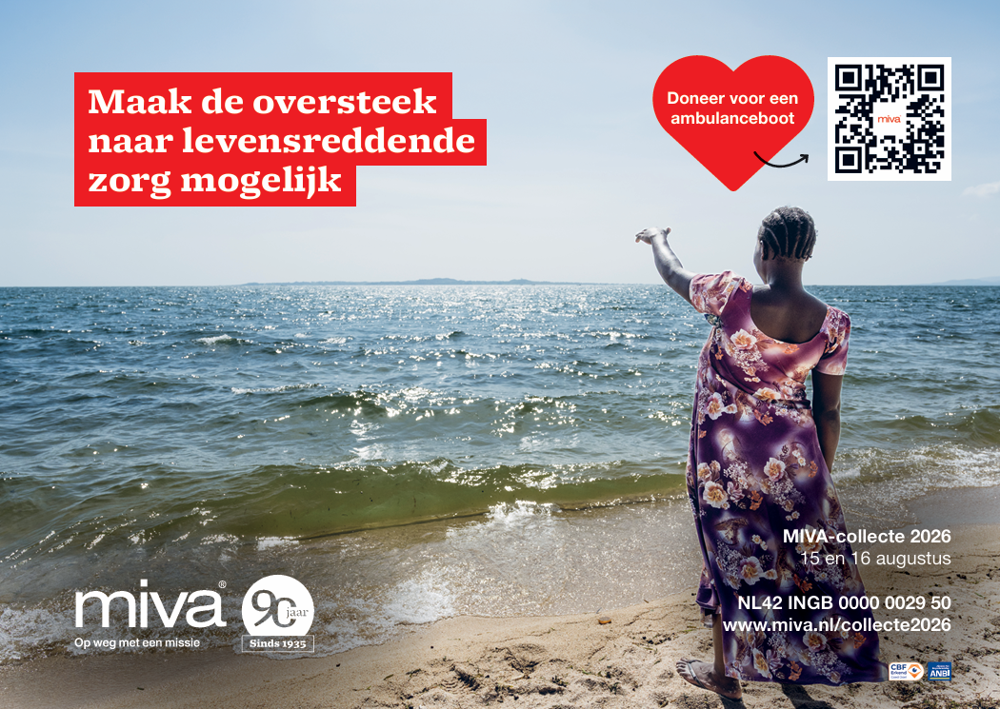 Maak de oversteek
naar levensreddende
zorg mogelijk
Doneer voor een
ambulanceboot
miva
MIVA-collecte 2026
15 en 16 augustus
NL42 INGB 0000 0029 50
www.miva.nl/collecte2026
miva®
Op weg met een missie
90 jaar
Sinds 1935
CBF
Erkend
ANBI